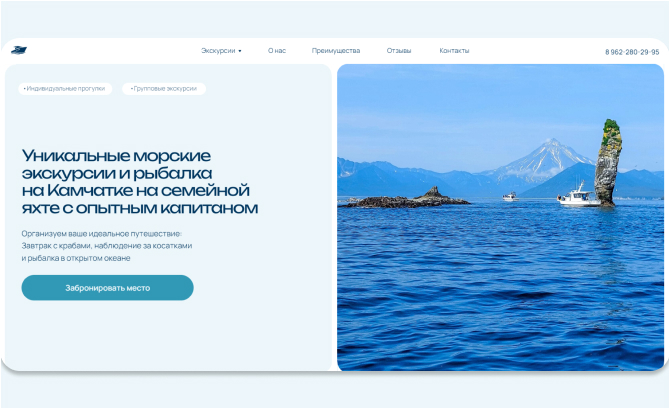 Экскурсии
О нас
Преимущества
Отзывы
Контакты
8 962-280-29-95
•Индивидуальные прогулки
•Групповые экскурсии
Уникальные морские
экскурсии и рыбалка
на Камчатке на семейной
яхте с опытным капитаном
Организуем ваше идеальное путешествие:
Завтрак с крабами, наблюдение за косатками
и рыбалка в открытом океане
Забронировать место